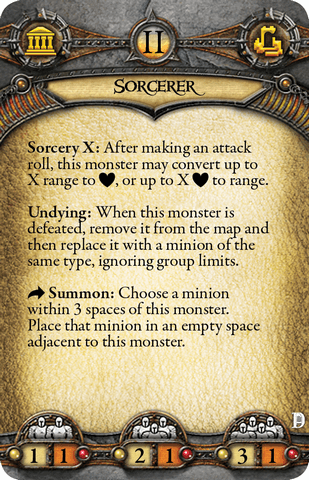 II
SORCERER
Sorcery X: After making an attack
roll, this monster may convert up to
X range to ♥, or up to X ♥ to range.
Undying: When this monster is
defeated, remove it from the map and
then replace it with a minion of the
same type, ignoring group limits.
Summon: Choose a minion
within 3 spaces of this monster.
Place that minion in an empty space
adjacent to this monster.
1 1 2 1 3 1